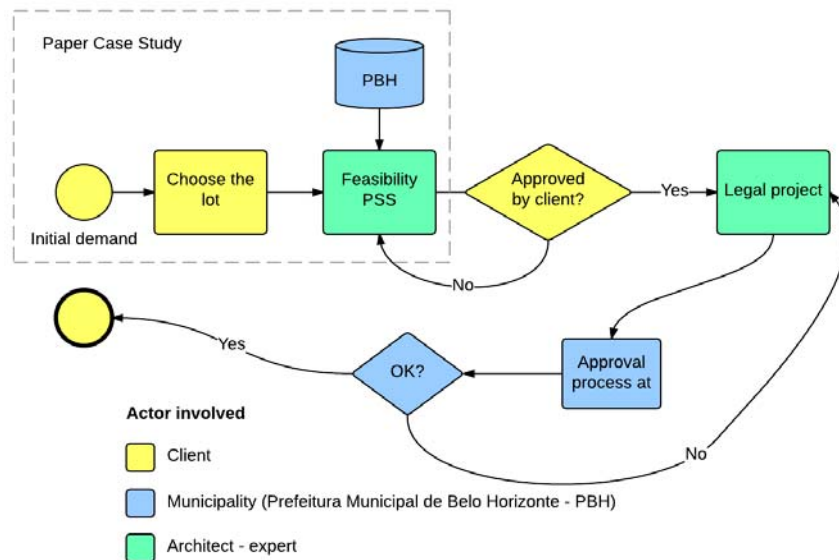 Paper Case Study
PBH
Choose the
lot
Feasibility
PSS
Approved
by client?
Yes
Legal project
Initial demand
No
Yes
OK?
Approval
process at
No
Actor involved
Client
Municipality (Prefeitura Municipal de Belo Horizonte - PBH)
Architect - expert